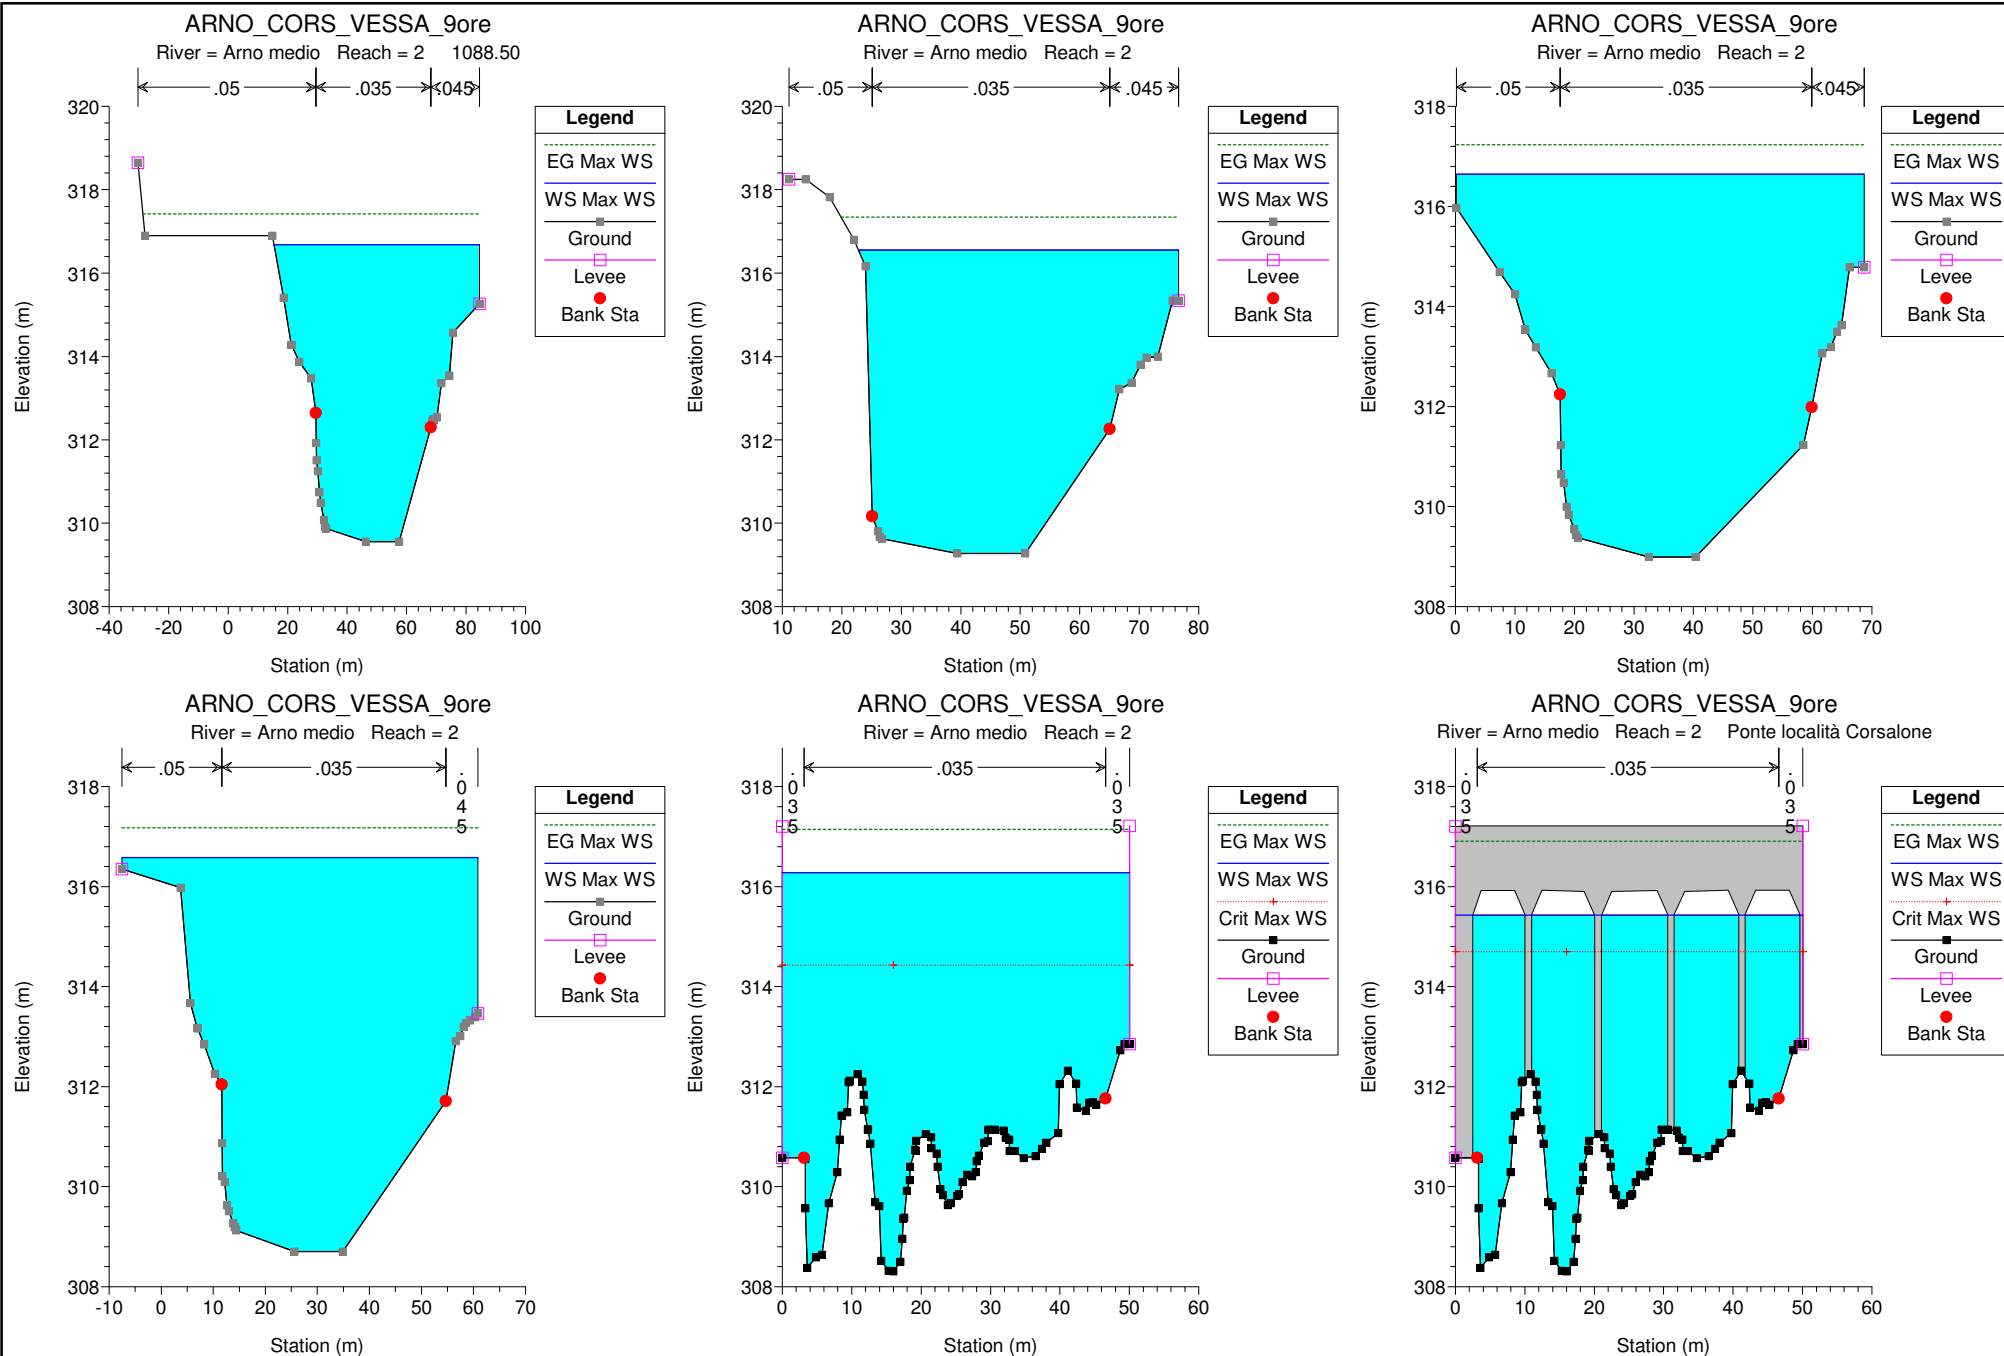 ARNO_CORS_VESSA_9ore
River = Arno medio Reach = 2 1088.50
.05 .035 .045
320
318
316
314
312
310
308
-40 -20 0 20 40 60 80 100
Station (m)
Elevation (m)
Legend
EG Max WS
WS Max WS
Ground
Levee
Bank Sta
ARNO_CORS_VESSA_9ore
River = Arno medio Reach = 2
.05 .035 .045
320
318
316
314
312
310
308
10 20 30 40 50 60 70 80
Station (m)
Elevation (m)
Legend
EG Max WS
WS Max WS
Ground
Levee
Bank Sta
ARNO_CORS_VESSA_9ore
River = Arno medio Reach = 2
.05 .035 .045
318
316
314
312
310
308
0 10 20 30 40 50 60 70
Station (m)
Elevation (m)
Legend
EG Max WS
WS Max WS
Ground
Levee
Bank Sta
ARNO_CORS_VESSA_9ore
River = Arno medio Reach = 2
.05 .035 .045
318
316
314
312
310
308
-10 0 10 20 30 40 50 60 70
Station (m)
Elevation (m)
Legend
EG Max WS
WS Max WS
Ground
Levee
Bank Sta
ARNO_CORS_VESSA_9ore
River = Arno medio Reach = 2
.035 .035 .035
318
316
314
312
310
308
0 10 20 30 40 50 60
Station (m)
Elevation (m)
Legend
EG Max WS
WS Max WS
Crit Max WS
Ground
Levee
Bank Sta
ARNO_CORS_VESSA_9ore
River = Arno medio Reach = 2 Ponte località Corsalone
.035 .035 .035
318
316
314
312
310
308
0 10 20 30 40 50 60
Station (m)
Elevation (m)
Legend
EG Max WS
WS Max WS
Crit Max WS
Ground
Levee
Bank Sta